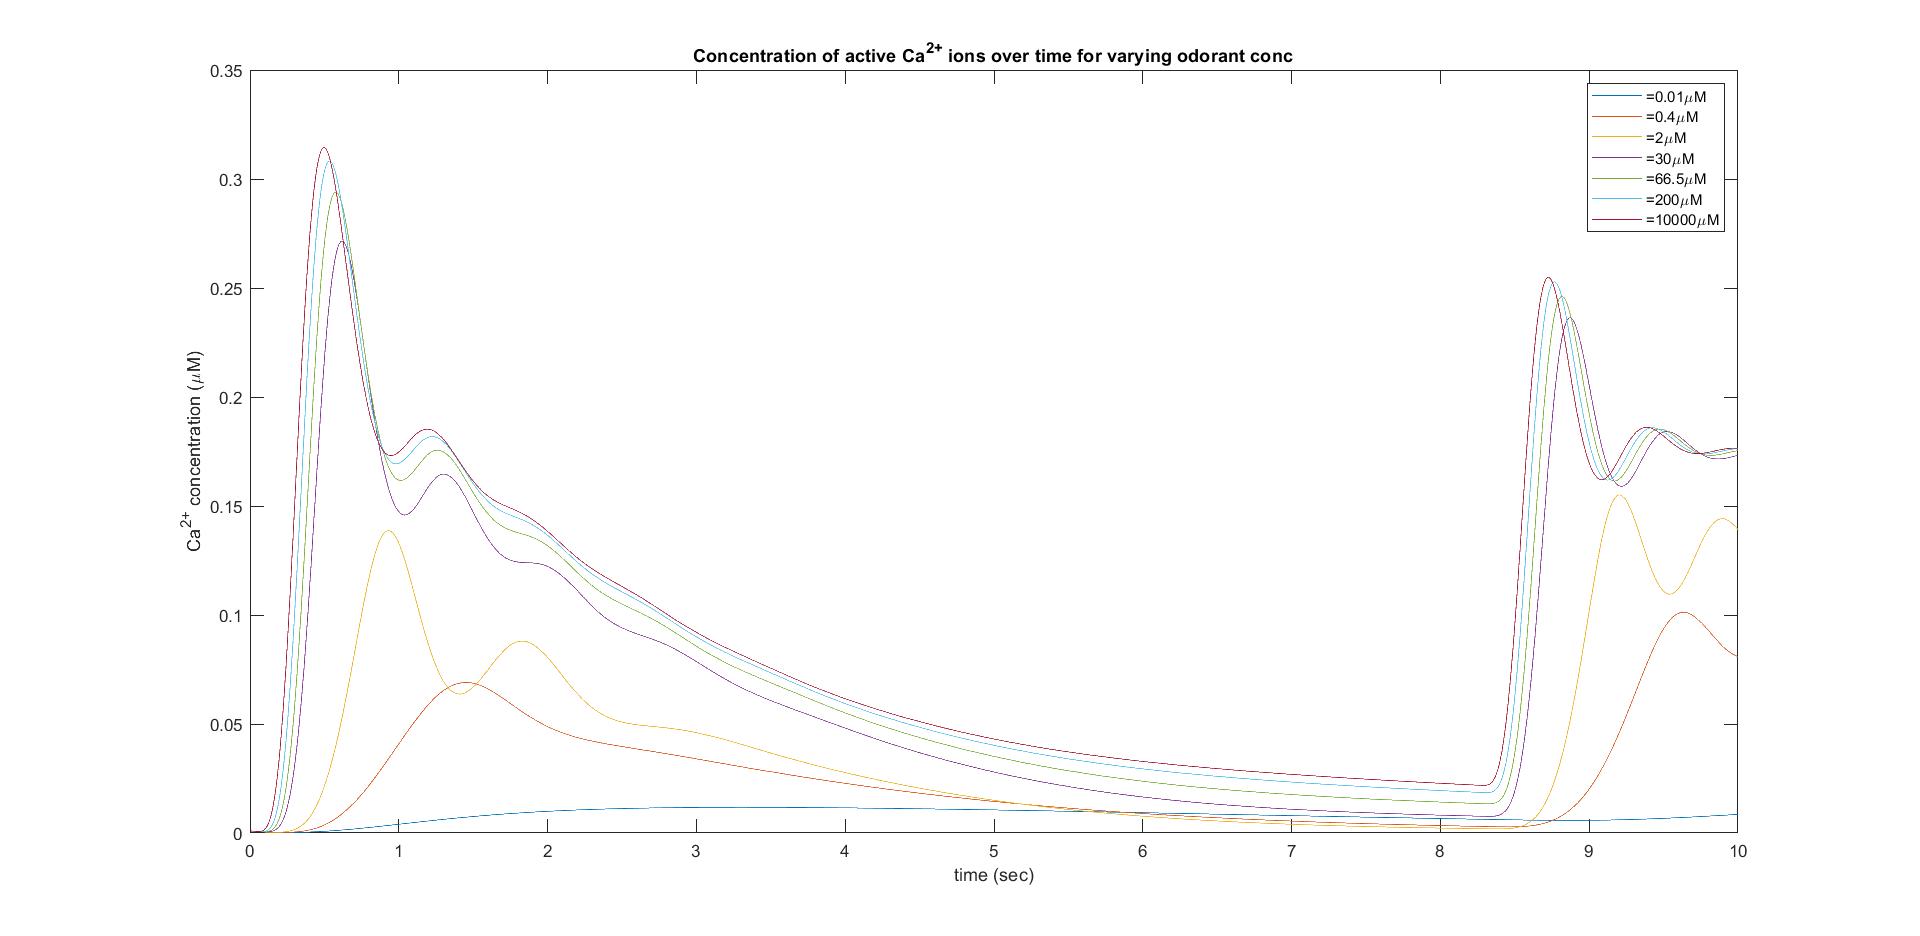 Concentration of active Ca²⁺ ions over time for varying odorant conc
0.35
0.3
0.25
0.2
0.15
0.1
0.05
0
Ca²⁺ concentration (μM)
=0.01μM
=0.4μM
=2μM
=30μM
=66.5μM
=200μM
=10000μM
0 1 2 3 4 5 6 7 8 9 10
time (sec)